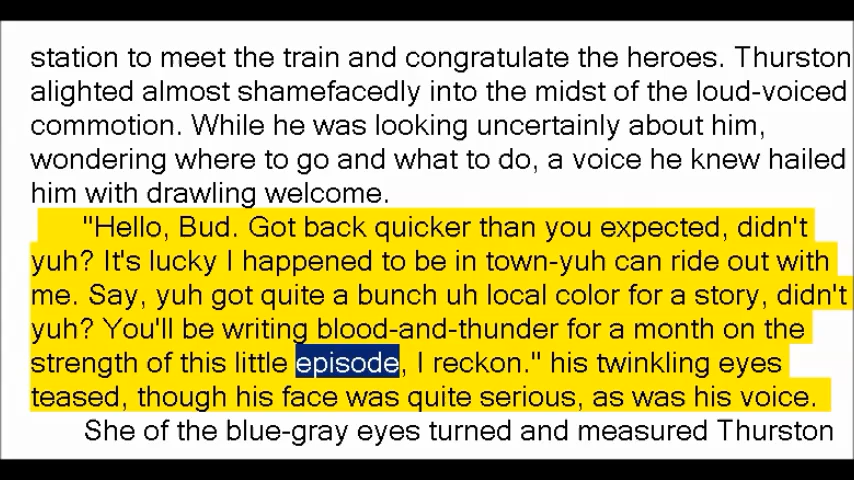 station to meet the train and congratulate the heroes. Thurston
alighted almost shamefacedly into the midst of the loud-voiced
commotion. While he was looking uncertainly about him,
wondering where to go and what to do, a voice he knew hailed
him with drawling welcome.
"Hello, Bud. Got back quicker than you expected, didn't
yuh? It's lucky I happened to be in town-yuh can ride out with
me. Say, yuh got quite a bunch uh local color for a story, didn't
yuh? You'll be writing blood-and-thunder for a month on the
strength of this little episode, I reckon." his twinkling eyes
teased, though his face was quite serious, as was his voice.
She of the blue-gray eyes turned and measured Thurston